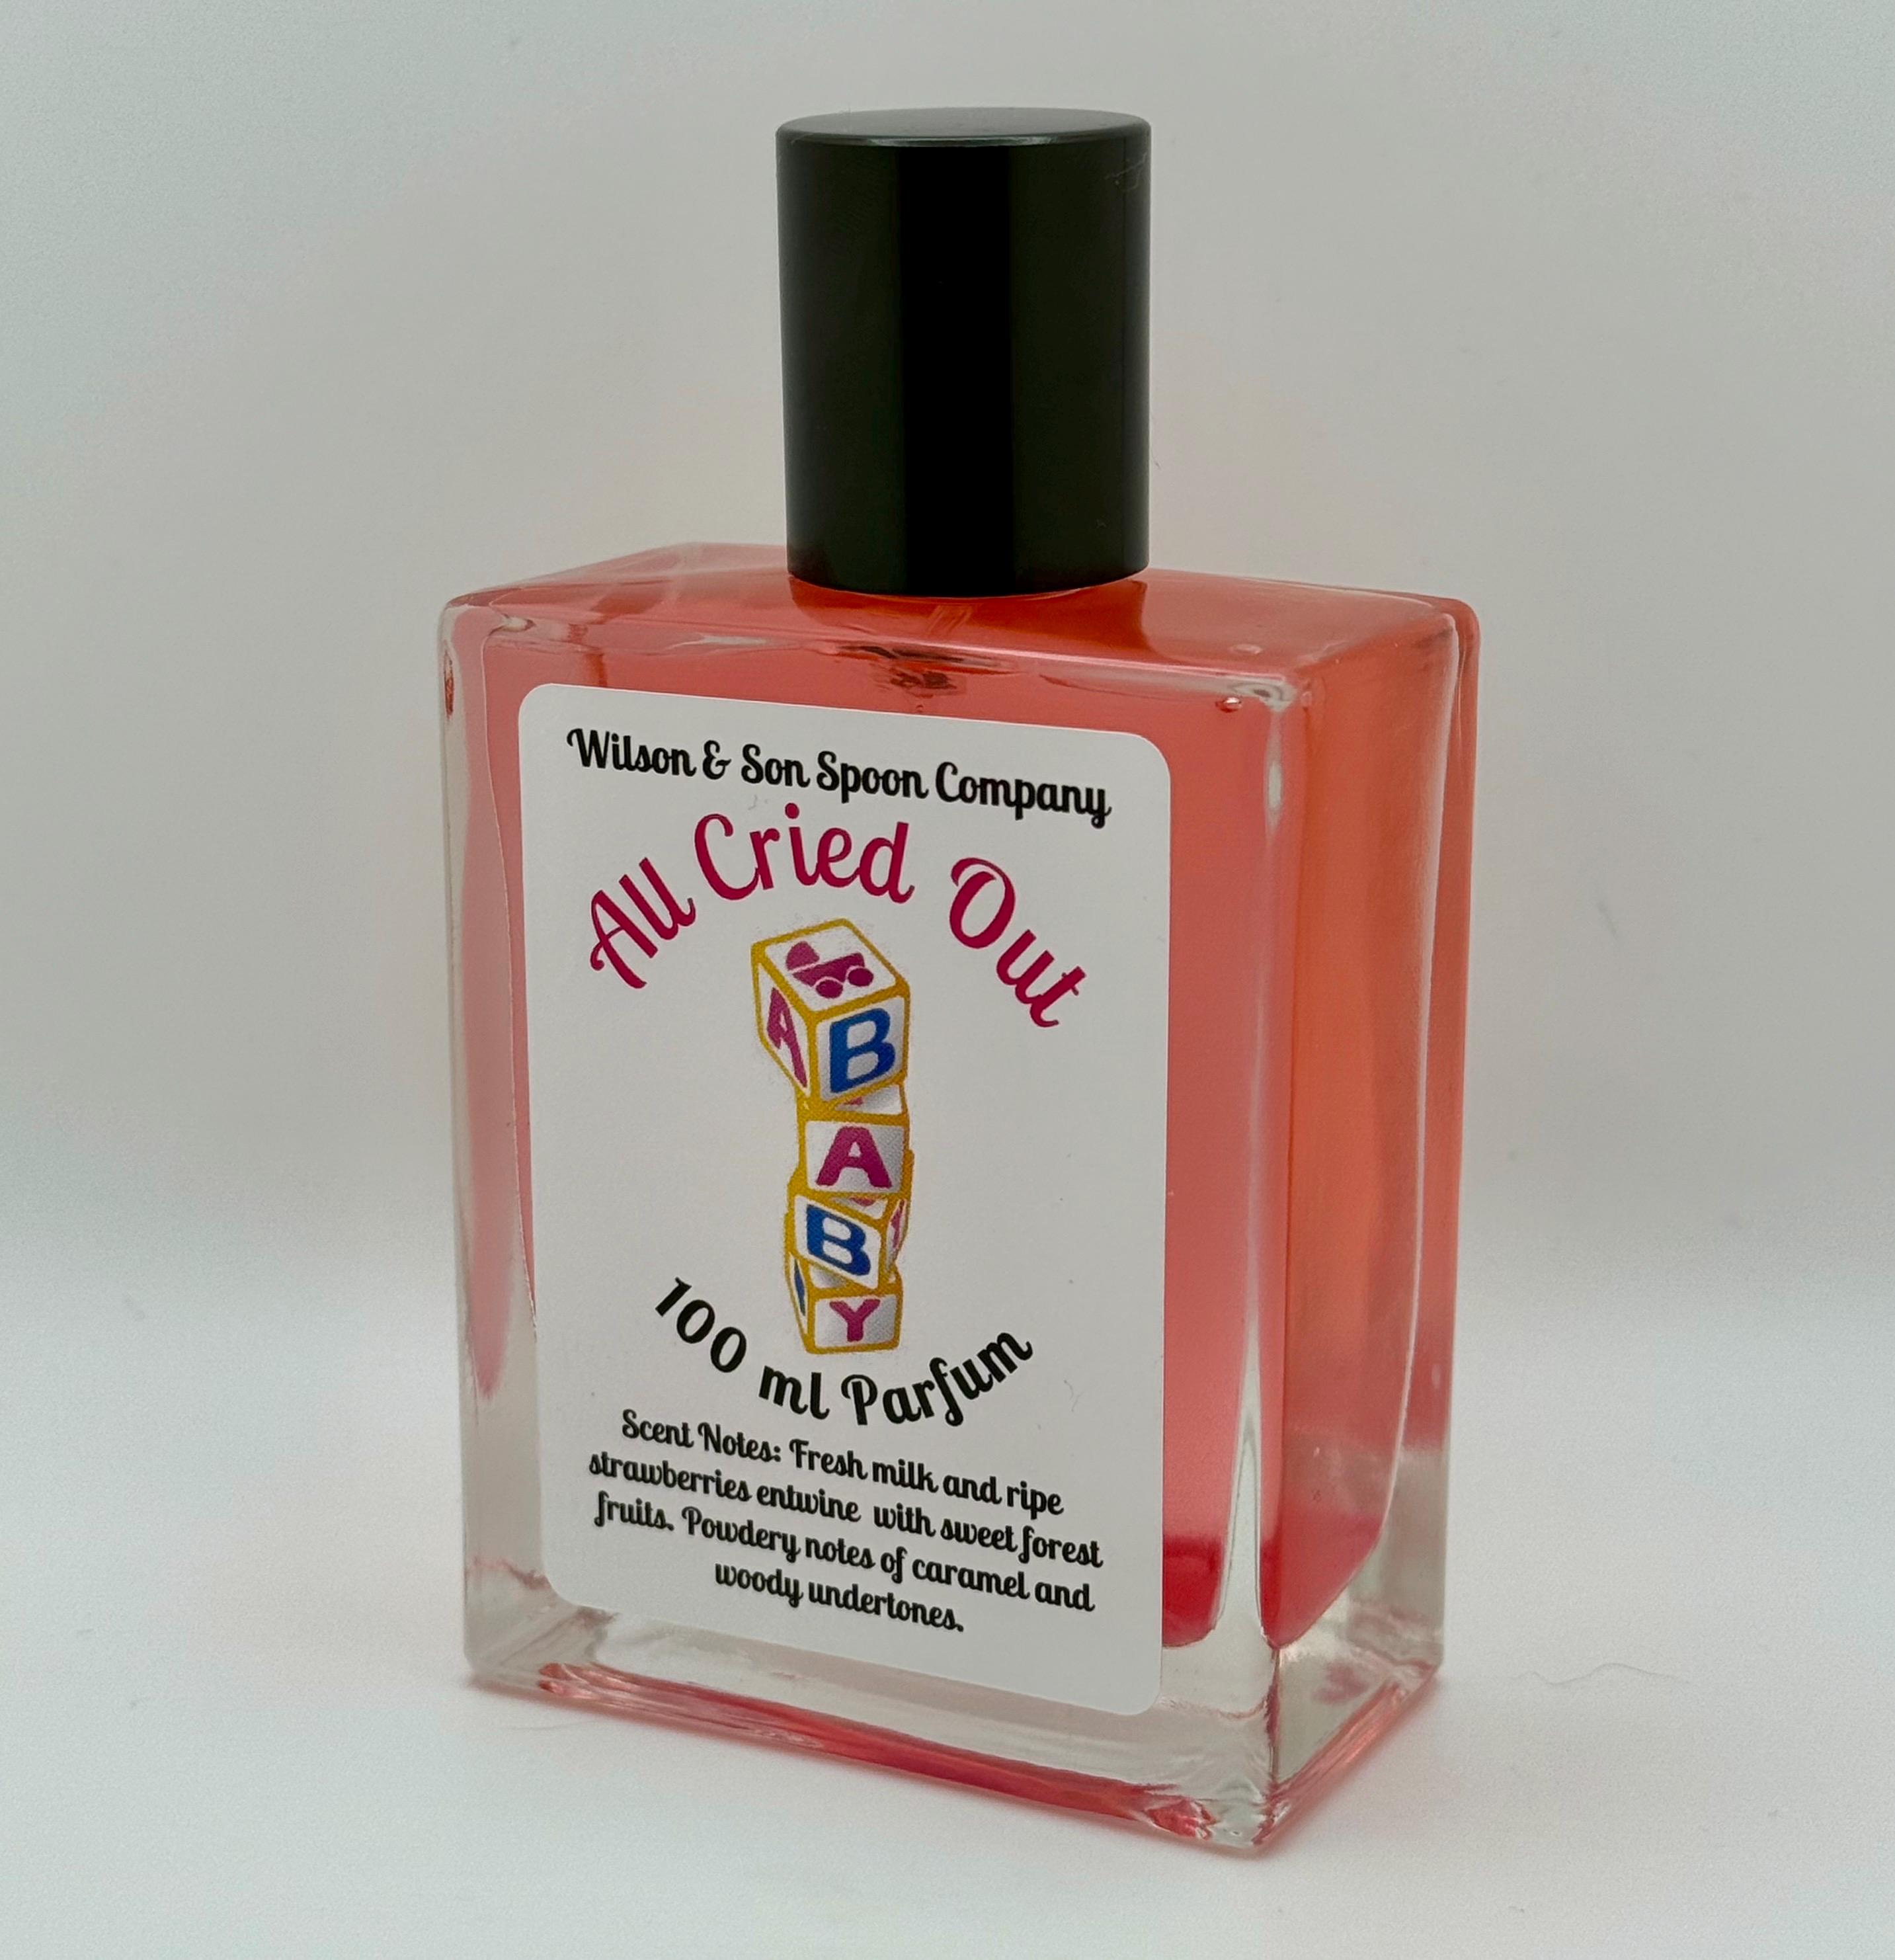 Wilson & Son Spoon Company
All Cried Out
A B
A
B
Y
100 ml Parfum
Scent Notes: Fresh milk and ripe
strawberries entwine with sweet forest
fruits. Powdery notes of caramel and
woody undertones.